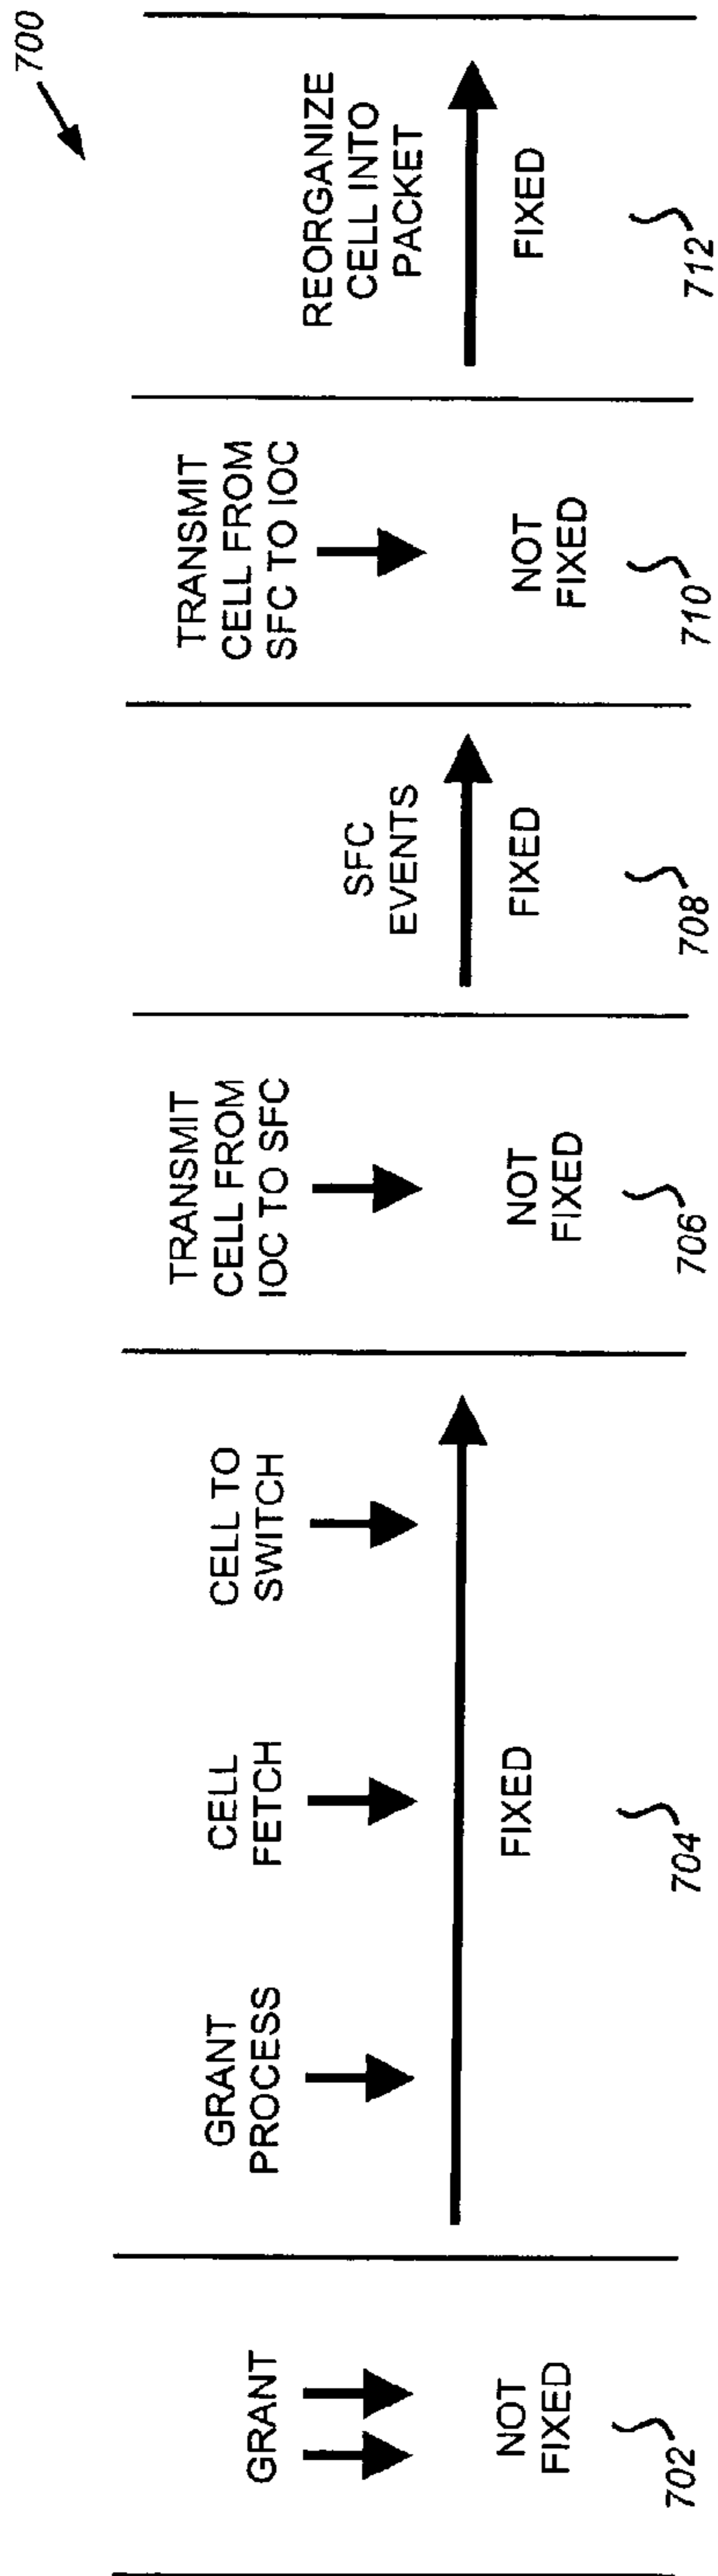 700
GRANT
NOT
FIXED
702
GRANT
PROCESS
CELL
FETCH
CELL TO
SWITCH
FIXED
704
TRANSMIT
CELL FROM
IOC TO SFC
NOT
FIXED
706
SFC
EVENTS
FIXED
708
TRANSMIT
CELL FROM
SFC TO IOC
NOT
FIXED
710
REORGANIZE
CELL INTO
PACKET
FIXED
712